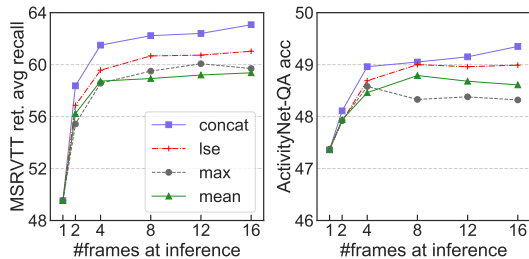 MSRVTT ret. avg recall
64
60
56
52
48
concat
lse
max
mean
1 2 4 8 12 16
#frames at inference
ActivityNet-QA acc
50
49
48
47
46
1 2 4 8 12 16
#frames at inference